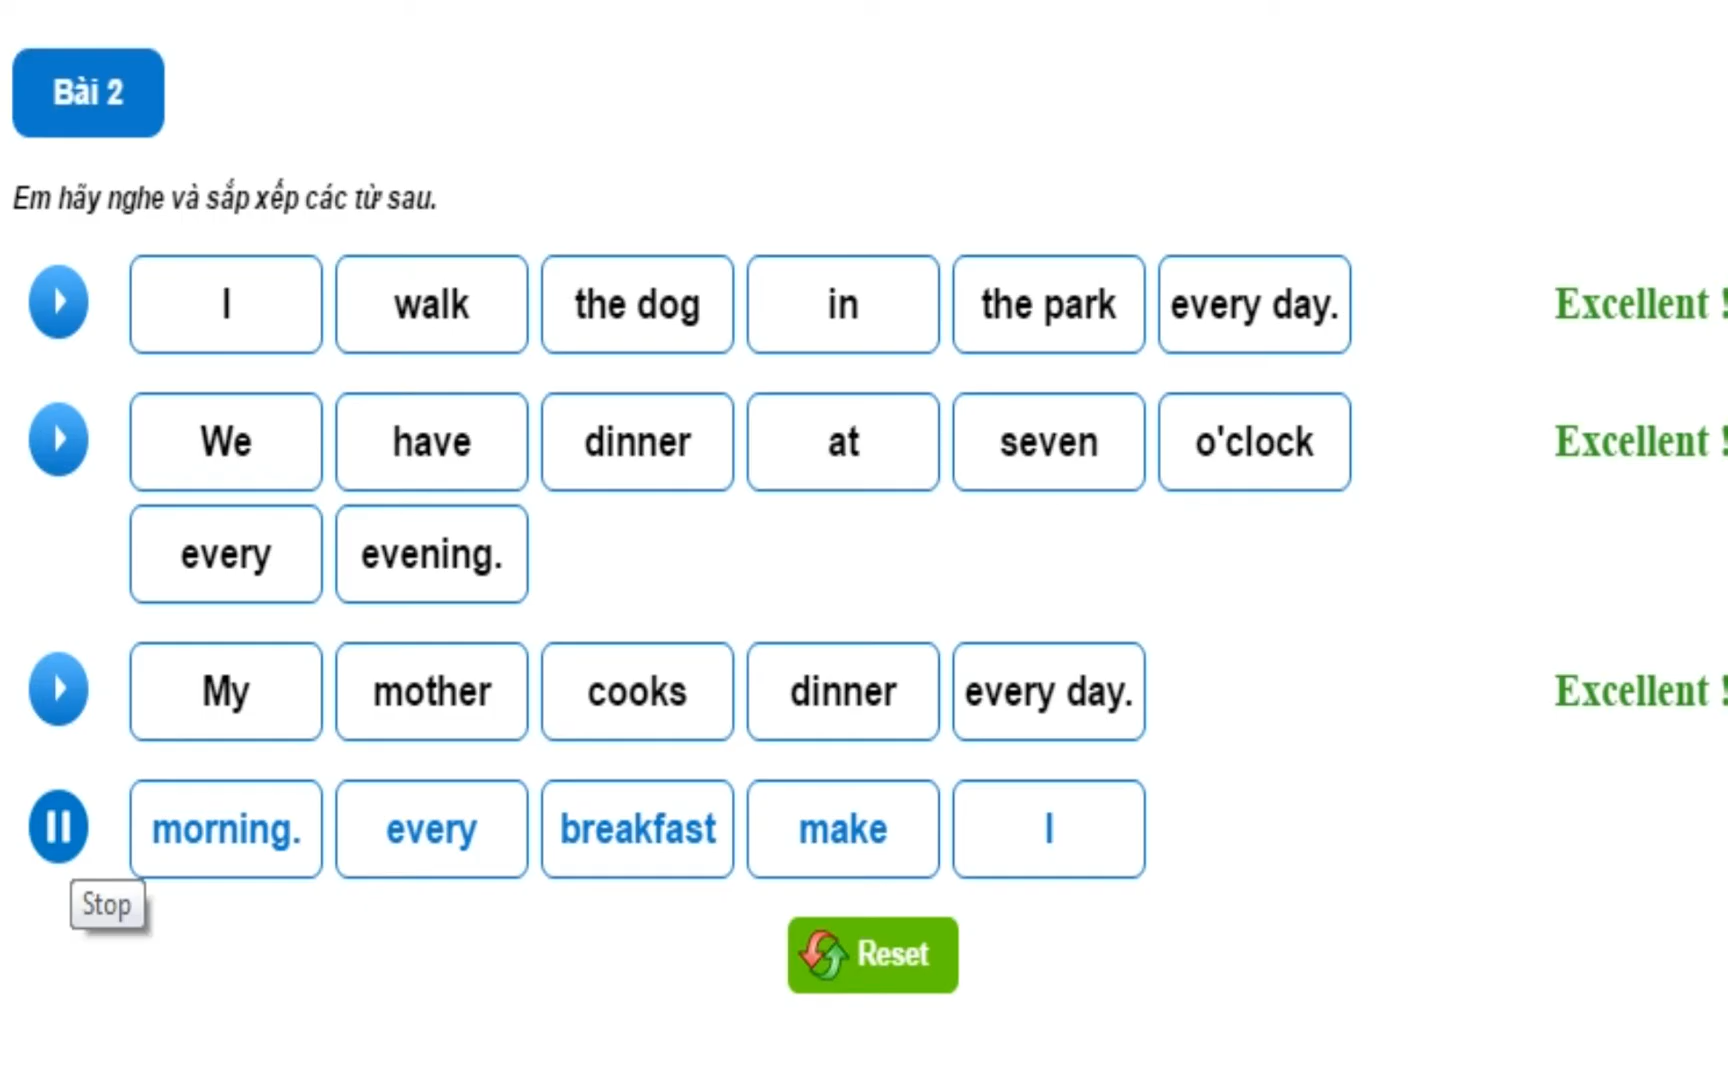 Bài 2
Em hãy nghe và sắp xếp các từ sau.
I walk the dog in the park every day. Excellent !
We have dinner at seven o'clock Excellent !
every evening.
My mother cooks dinner every day. Excellent !
morning. every breakfast make I
Stop
Reset